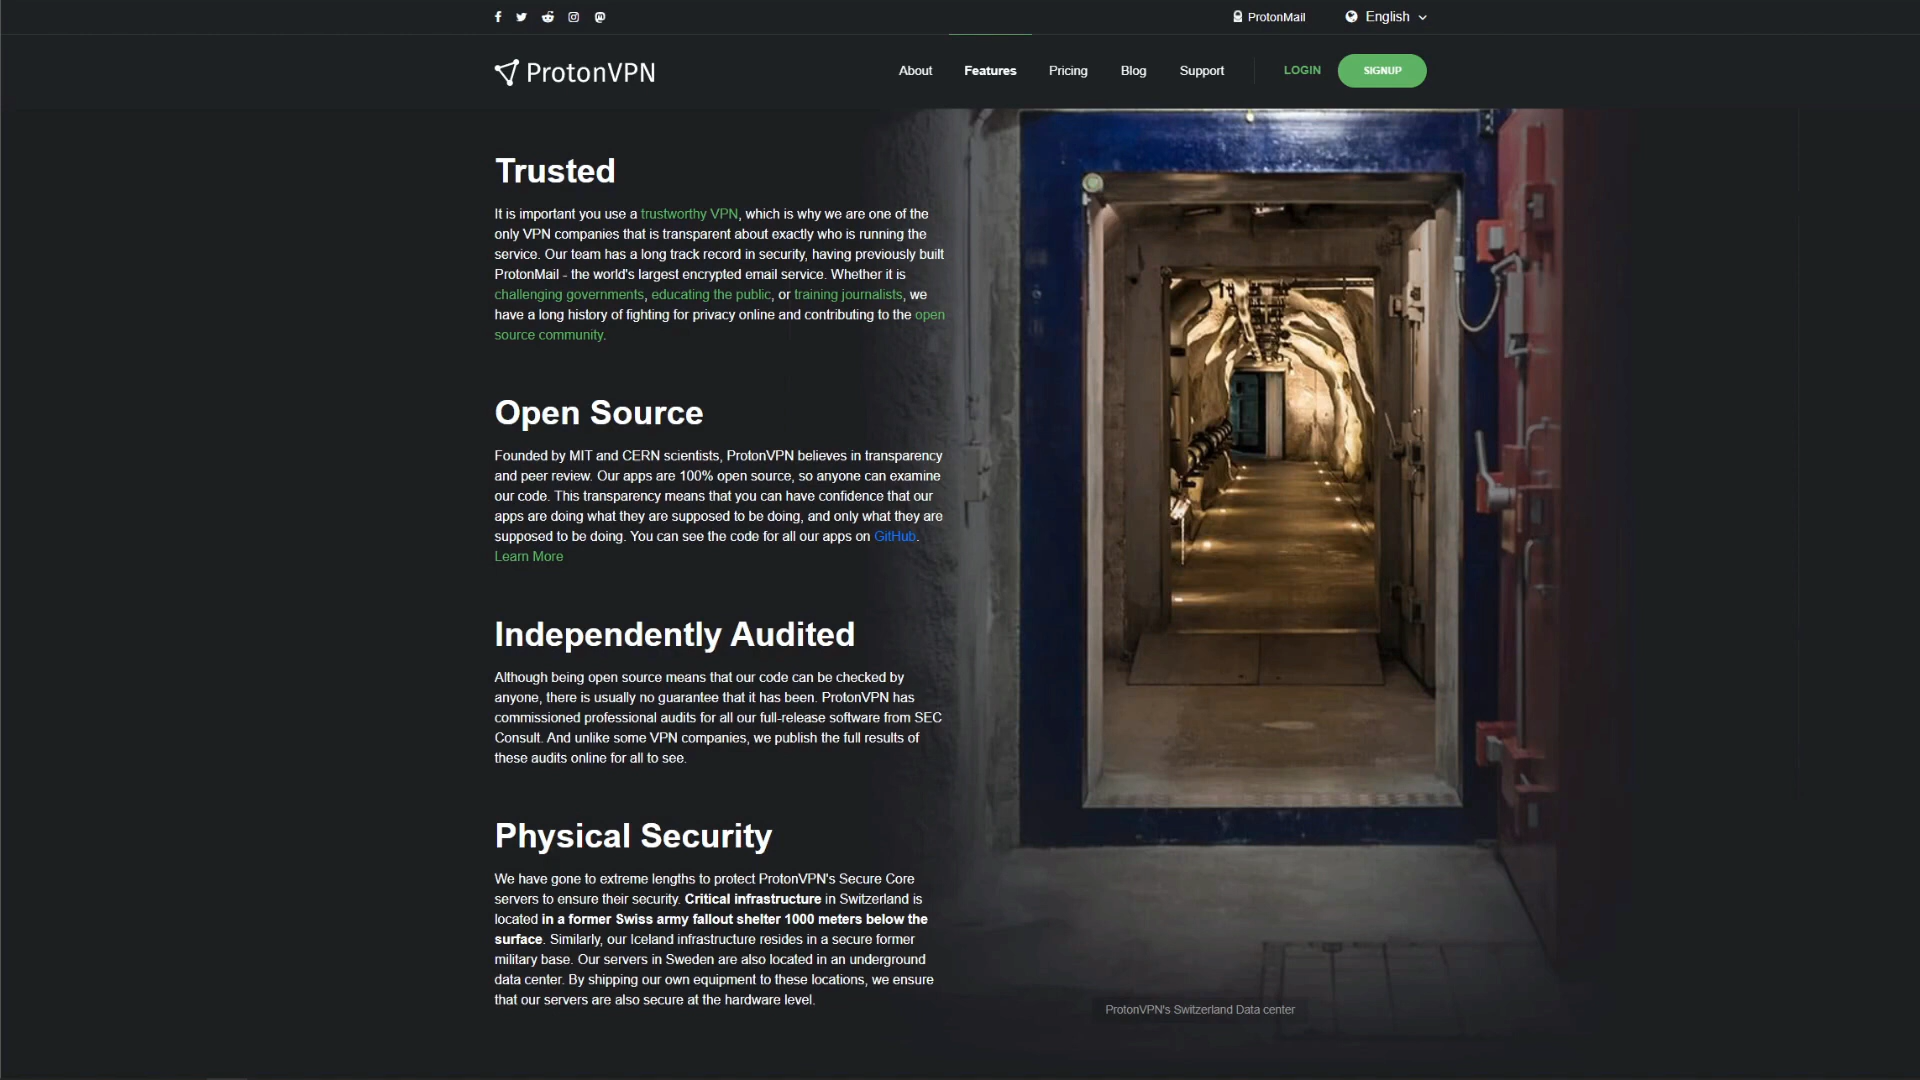 ProtonMail
English
ProtonVPN
About
Features
Pricing
Blog
Support
LOGIN
SIGNUP
Trusted
It is important you use a trustworthy VPN, which is why we are one of the
only VPN companies that is transparent about exactly who is running the
service. Our team has a long track record in security, having previously built
ProtonMail - the world's largest encrypted email service. Whether it is
challenging governments, educating the public, or training journalists, we
have a long history of fighting for privacy online and contributing to the open
source community.
Open Source
Founded by MIT and CERN scientists, ProtonVPN believes in transparency
and peer review. Our apps are 100% open source, so anyone can examine
our code. This transparency means that you can have confidence that our
apps are doing what they are supposed to be doing, and only what they are
supposed to be doing. You can see the code for all our apps on GitHub.
Learn More
Independently Audited
Although being open source means that our code can be checked by
anyone, there is usually no guarantee that it has been. ProtonVPN has
commissioned professional audits for all our full-release software from SEC
Consult. And unlike some VPN companies, we publish the full results of
these audits online for all to see.
Physical Security
We have gone to extreme lengths to protect ProtonVPN's Secure Core
servers to ensure their security. Critical infrastructure in Switzerland is
located in a former Swiss army fallout shelter 1000 meters below the
surface. Similarly, our Iceland infrastructure resides in a secure former
military base. Our servers in Sweden are also located in an underground
data center. By shipping our own equipment to these locations, we ensure
that our servers are also secure at the hardware level.
ProtonVPN's Switzerland Data center